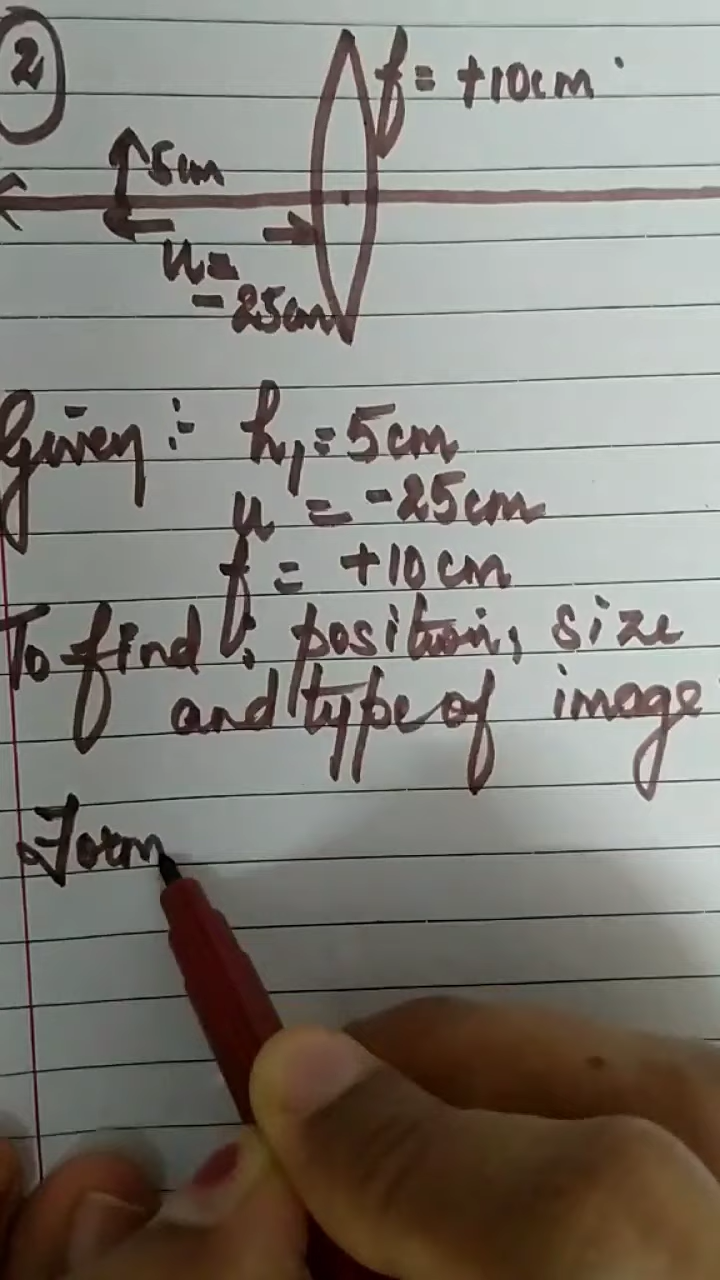 2
f = +10cm
5cm
u =
-25cm
Given :- h1 = 5cm
u = -25cm
f = +10cm
To find : position, size
and type of image
Form